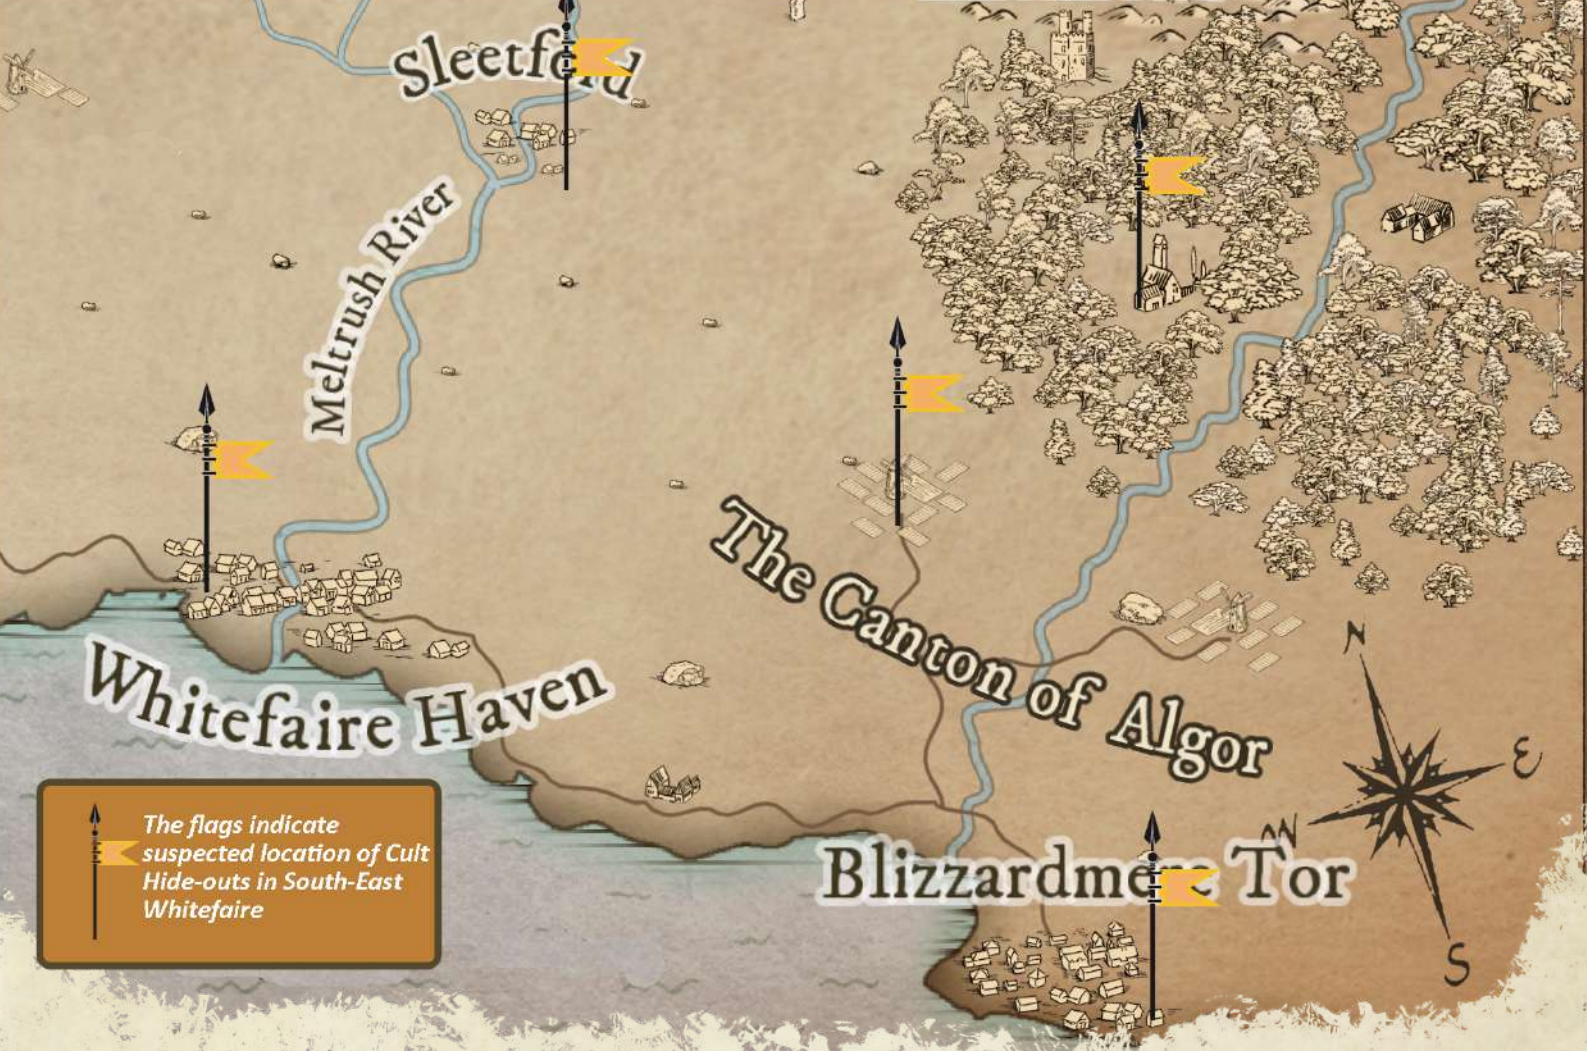 Sleetford
Meltrush River
The Canton of Algor
Whitefaire Haven
N
E
W
S
The flags indicate
suspected location of Cult
Hide-outs in South-East
Whitefaire
Blizzardmere Tor